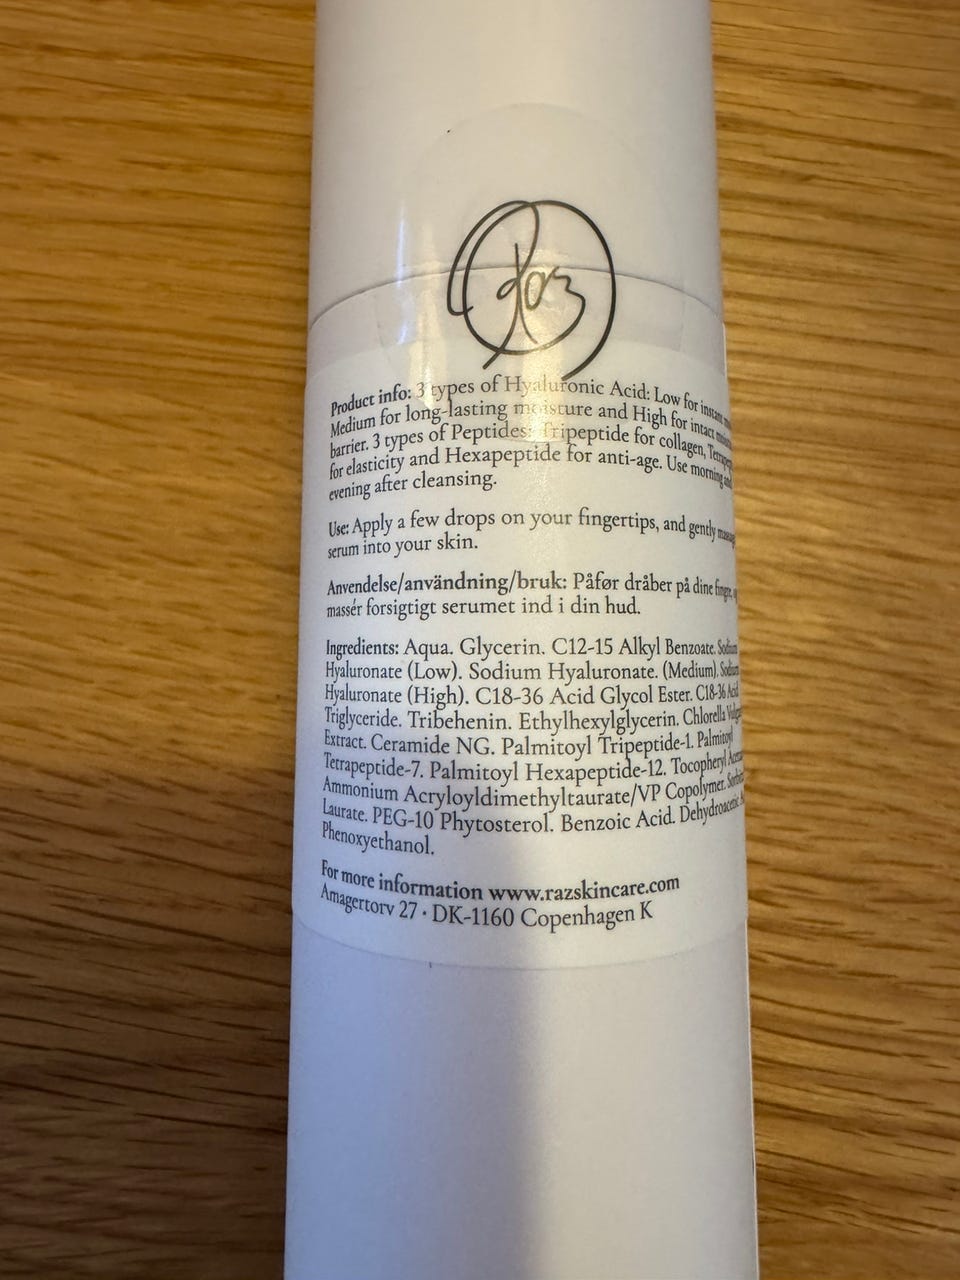 Raz
Product info: 3 types of Hyaluronic Acid: Low for instant
Medium for long-lasting moisture and High for intact
barrier. 3 types of Peptides: Tripeptide for collagen,
for elasticity and Hexapeptide for anti-age. Use morning and
evening after cleansing.
Use: Apply a few drops on your fingertips, and gently
serum into your skin.
Anvendelse/användning/bruk: Påfør dråber på dine
massér forsigtigt serumet ind i din hud.
Ingredients: Aqua. Glycerin. C12-15 Alkyl Benzoate. Sodium
Hyaluronate (Low). Sodium Hyaluronate. (Medium). Sodium
Hyaluronate (High). C18-36 Acid Glycol Ester. C18-36 Acid
Triglyceride. Tribehenin. Ethylhexylglycerin. Chlorella
Extract. Ceramide NG. Palmitoyl Tripeptide-1. Palmitoyl
Tetrapeptide-7. Palmitoyl Hexapeptide-12. Tocopheryl
Ammonium Acryloyldimethyltaurate/VP Copolymer.
Laurate. PEG-10 Phytosterol. Benzoic Acid. Dehydroacetic
Phenoxyethanol.
For more information www.razskincare.com
Amagertorv 27 · DK-1160 Copenhagen K